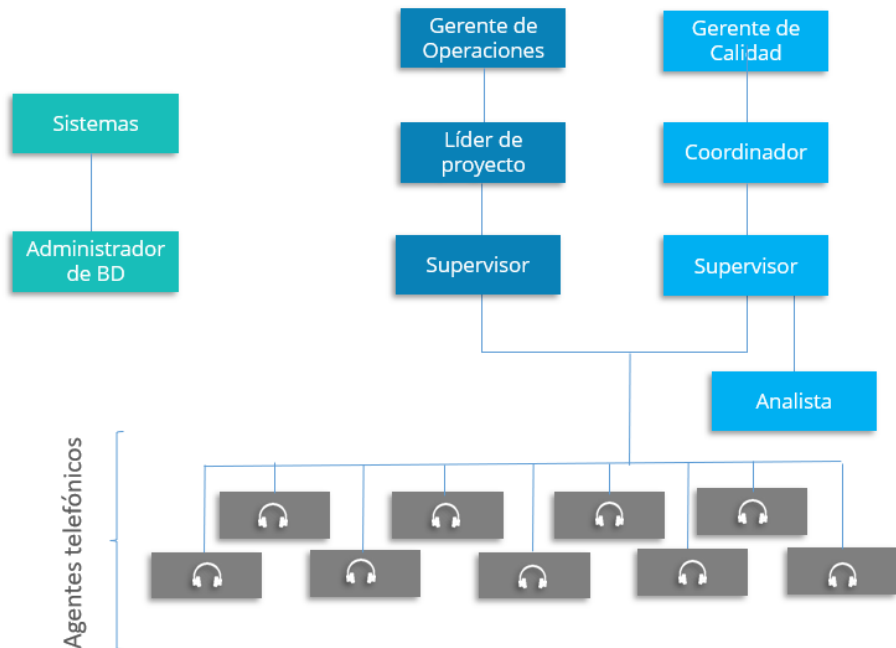 Gerente de
Operaciones
Gerente de
Calidad
Sistemas
Líder de
proyecto
Coordinador
Administrador
de BD
Supervisor
Supervisor
Analista
Agentes telefónicos